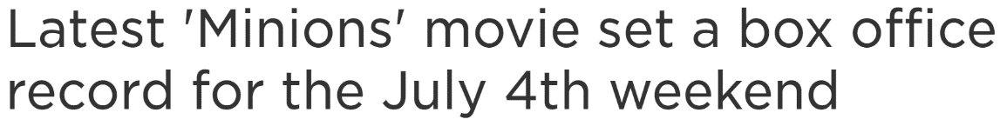 Latest 'Minions' movie set a box office
record for the July 4th weekend